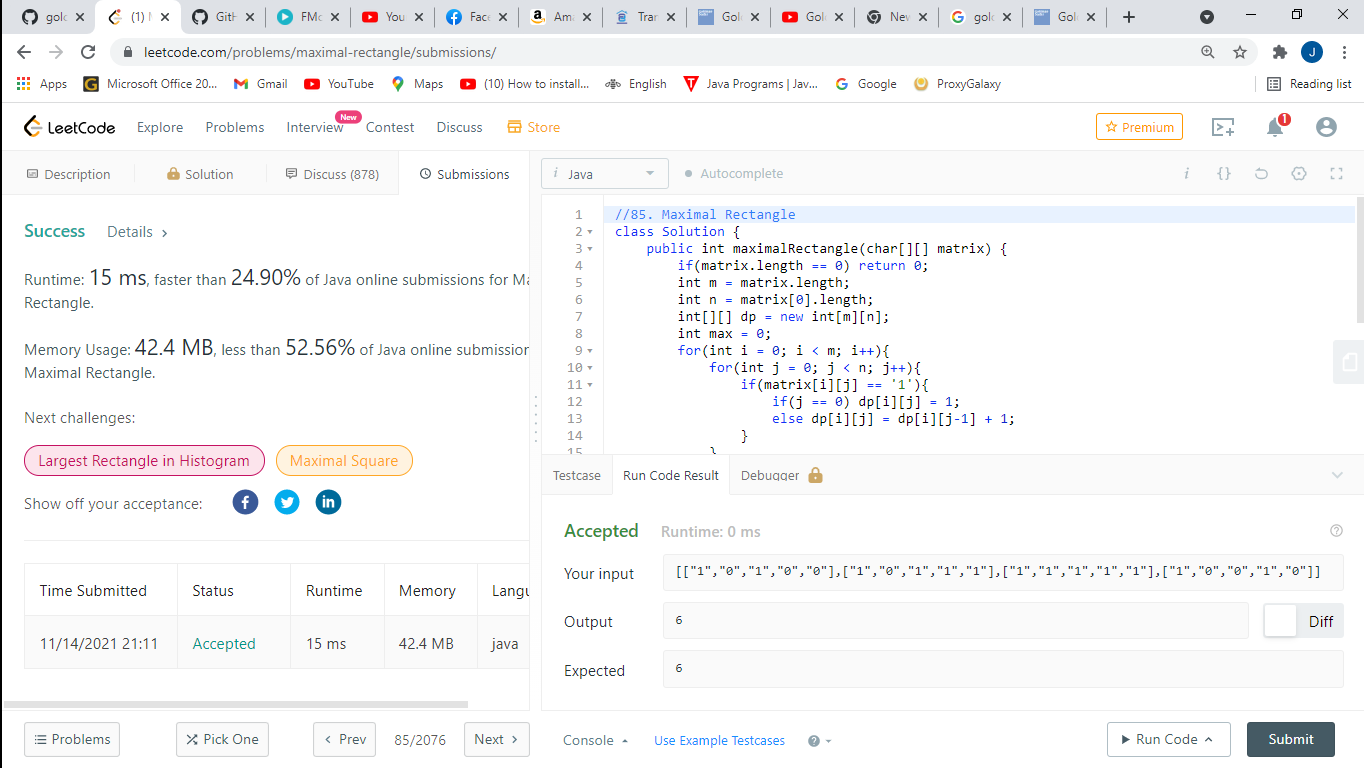 golc
(1) M
GitH
FMo
You
Face
Ama
Tran
Gol
Gol
New
golc
Gol
leetcode.com/problems/maximal-rectangle/submissions/
J
Apps
Microsoft Office 20...
Gmail
YouTube
Maps
(10) How to install...
English
Java Programs | Jav...
Google
ProxyGalaxy
Reading list
LeetCode
Explore
Problems
Interview
New
Contest
Discuss
Store
Premium
1
Description
Solution
Discuss (878)
Submissions
i Java
Autocomplete
Success
Details
Runtime: 15 ms, faster than 24.90% of Java online submissions for Ma
Rectangle.
Memory Usage: 42.4 MB, less than 52.56% of Java online submission
Maximal Rectangle.
Next challenges:
Largest Rectangle in Histogram
Maximal Square
Show off your acceptance:
Time Submitted Status Runtime Memory Langu
11/14/2021 21:11 Accepted 15 ms 42.4 MB java
1 //85. Maximal Rectangle
2 class Solution {
3 public int maximalRectangle(char[][] matrix) {
4 if(matrix.length == 0) return 0;
5 int m = matrix.length;
6 int n = matrix[0].length;
7 int[][] dp = new int[m][n];
8 int max = 0;
9 for(int i = 0; i < m; i++){
10 for(int j = 0; j < n; j++){
11 if(matrix[i][j] == '1'){
12 if(j == 0) dp[i][j] = 1;
13 else dp[i][j] = dp[i][j-1] + 1;
14 }
15 }
Testcase
Run Code Result
Debugger
Accepted
Runtime: 0 ms
Your input
[["1","0","1","0","0"],["1","0","1","1","1"],["1","1","1","1","1"],["1","0","0","1","0"]]
Output
6
Diff
Expected
6
Problems
Pick One
< Prev
85/2076
Next >
Console
Use Example Testcases
Run Code
Submit